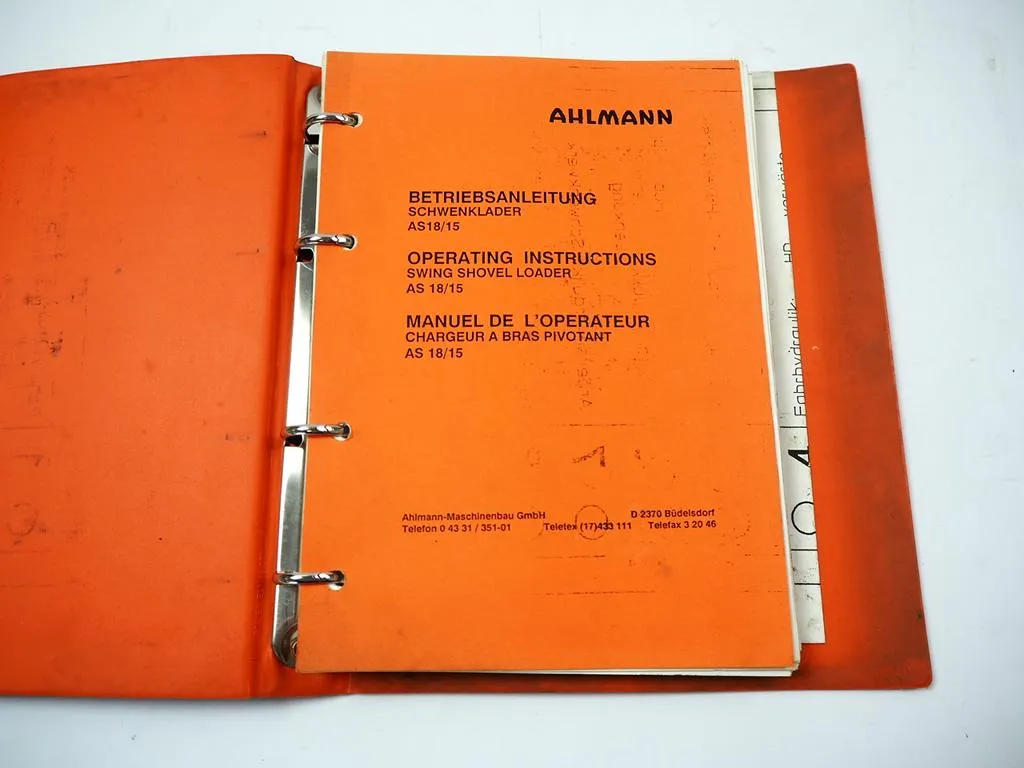 AHLMANN
BETRIEBSANLEITUNG
SCHWENKLADER
AS18/15
OPERATING INSTRUCTIONS
SWING SHOVEL LOADER
AS 18/15
MANUEL DE L'OPERATEUR
CHARGEUR A BRAS PIVOTANT
AS 18/15
Ahlmann-Maschinenbau GmbH D 2370 Büdelsdorf
Telefon 0 43 31 / 351-01 Teletex (17)433 111 Telefax 3 20 46
Fahrhydraulik: HD